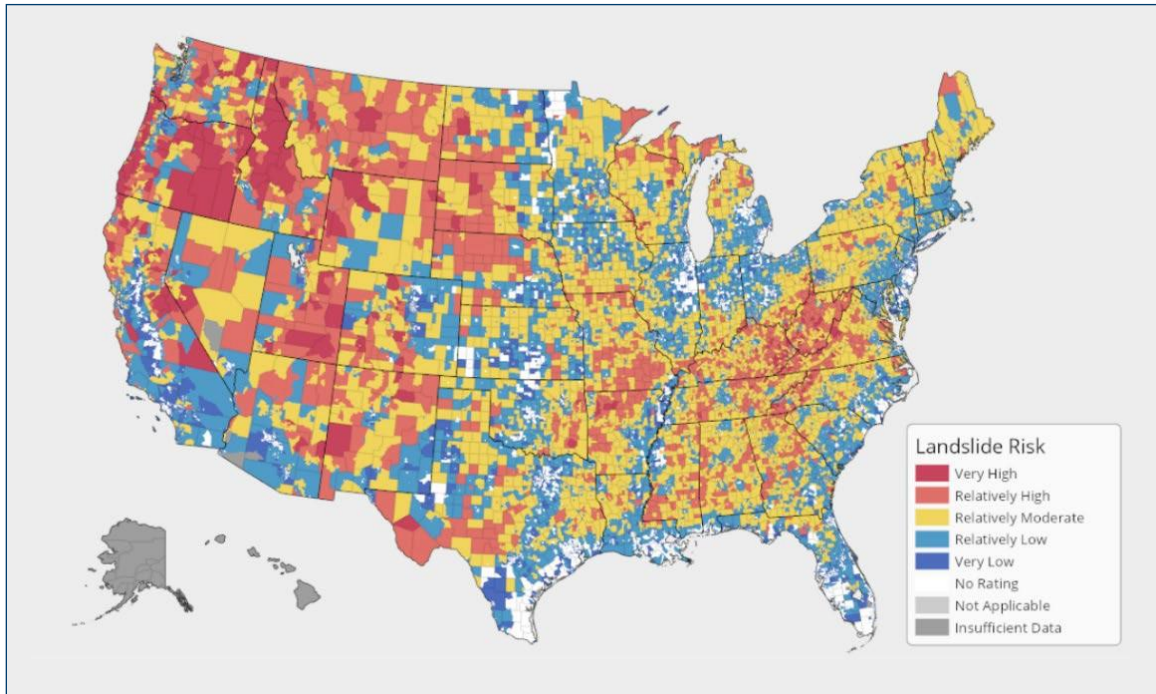 Landslide Risk
Very High
Relatively High
Relatively Moderate
Relatively Low
Very Low
No Rating
Not Applicable
Insufficient Data